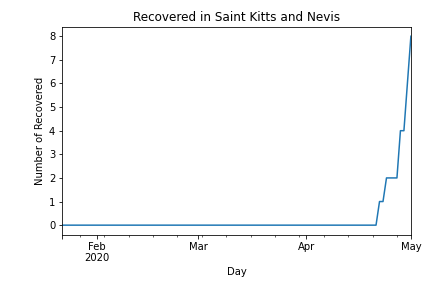 Recovered in Saint Kitts and Nevis
Number of Recovered
8
7
6
5
4
3
2
1
0
Feb
2020
Mar
Apr
May
Day